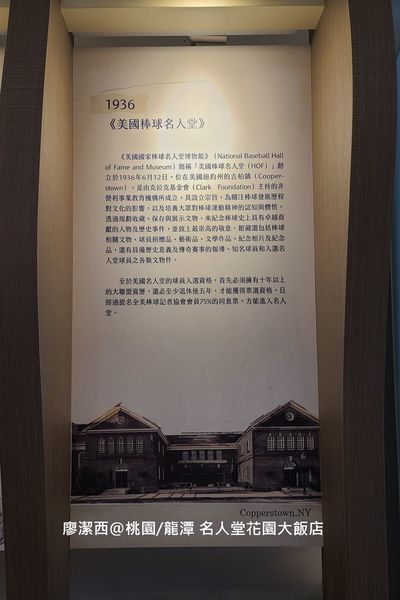 1936
《美國棒球名人堂》
《美國國家棒球名人堂博物館》（National Baseball Hall
of Fame and Museum）簡稱「美國棒球名人堂（HOF）」創
立於1936年6月12日，位在美國紐約州的古柏鎮（Cooper-
stown），是由克拉克基金會（Clark Foundation）主持的非
營利事業教育機構所成立，其設立宗旨，為關注棒球發展歷程
對文化的影響，以及培養大眾對棒球運動精神的認知與體悟，
透過規劃收藏、保存與展示文物，來紀念棒球史上具有卓越貢
獻的人物及歷史事件，並致上最崇高的敬意。館藏還包括棒球
相關文物、球員捐贈品、藝術品、文學作品、紀念相片及紀念
品，還有具備歷史意義及傳奇賽事的報導、知名球員和入選名
人堂球員之各類文物件。
至於美國名人堂的球員入選資格，首先必須擁有十年以上
的大聯盟資歷，還必至少退休後五年，才能獲得票選資格，且
經過提名全美棒球記者協會會員75%的同意票，方能進入名人
堂。
Copperstown,NY
廖潔西@桃園/龍潭 名人堂花園大飯店